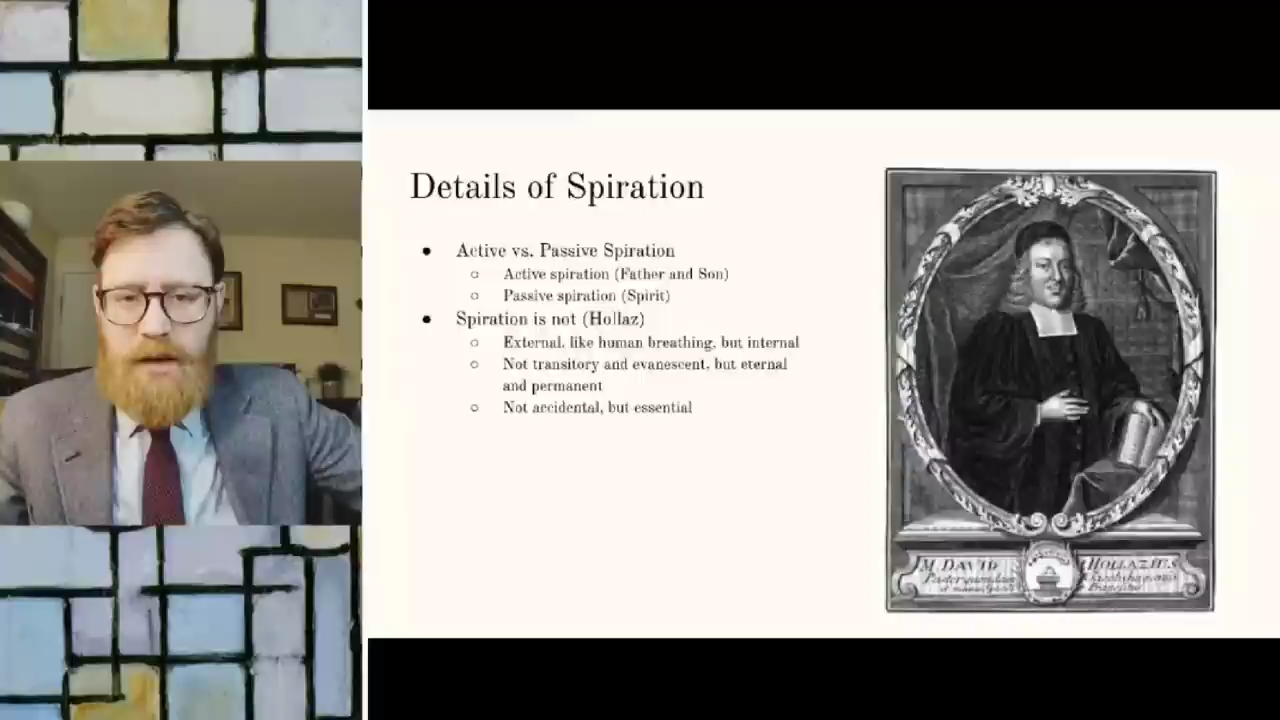 Details of Spiration
● Active vs. Passive Spiration
○ Active spiration (Father and Son)
○ Passive spiration (Spirit)
● Spiration is not (Hollaz)
○ External, like human breathing, but internal
○ Not transitory and evanescent, but eternal
and permanent
○ Not accidental, but essential
M. DAVID HOLLAZIUS